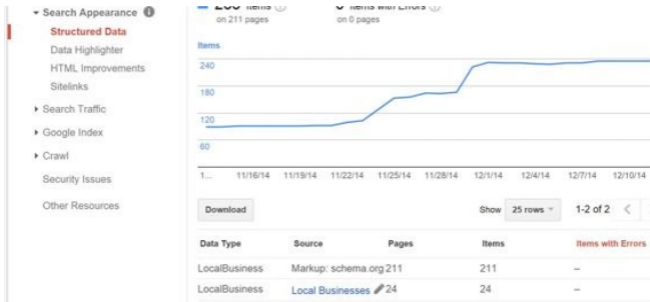 Search Appearance
Structured Data
Data Highlighter
HTML Improvements
Sitelinks
Search Traffic
Google Index
Crawl
Security Issues
Other Resources
items
on 211 pages
items with Errors
on 0 pages
Items
240
180
120
60
1... 11/16/14 11/19/14 11/22/14 11/25/14 11/28/14 12/1/14 12/4/14 12/7/14 12/10/14
Download Show 25 rows 1-2 of 2
Data Type Source Pages Items Items with Errors
LocalBusiness Markup: schema.org 211 211 –
LocalBusiness Local Businesses 24 24 –